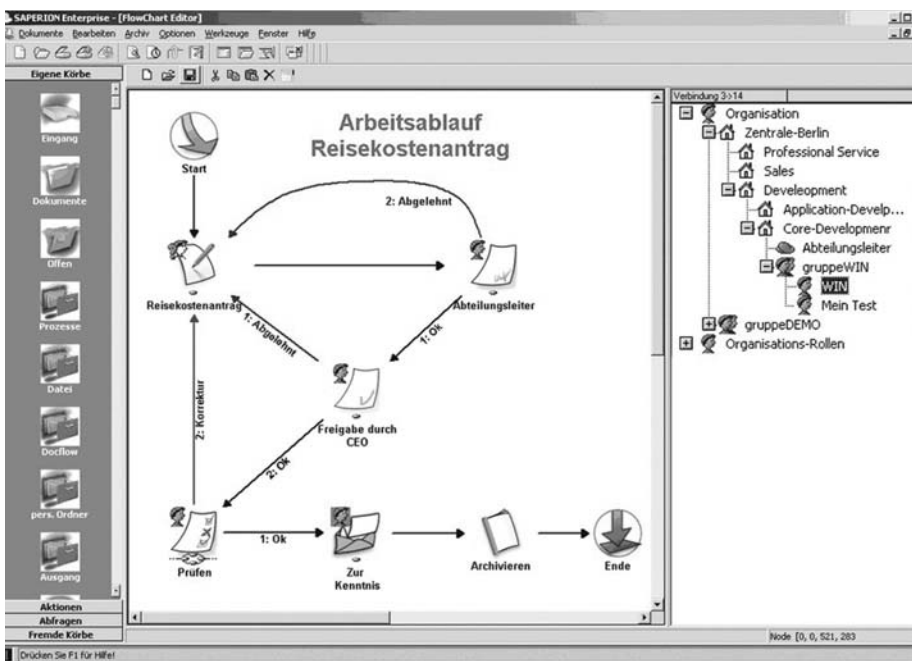 SAPERION Enterprise - [FlowChart Editor]
Dokumente Bearbeiten Archiv Optionen Werkzeuge Fenster Hilfe
Eigene Körbe
Eingang
Dokumente
Offen
Prozesse
Datei
Docflow
pers. Ordner
Ausgang
Aktionen
Abfragen
Fremde Körbe
Arbeitsablauf
Reisekostenantrag
Start
2: Abgelehnt
Reisekostenantrag
Abteilungsleiter
1: Abgelehnt
1: Ok
Freigabe durch
CEO
2: Korrektur
2: Ok
Prüfen
1: Ok
Zur
Kenntnis
Archivieren
Ende
Verbindung 3->14
Organisation
Zentrale-Berlin
Professional Service
Sales
Develeopment
Application-Develp...
Core-Developmenr
Abteilungsleiter
gruppeWIN
WIN
Mein Test
gruppeDEMO
Organisations-Rollen
Node [0, 0, 521, 283
Drücken Sie F1 für Hilfe!